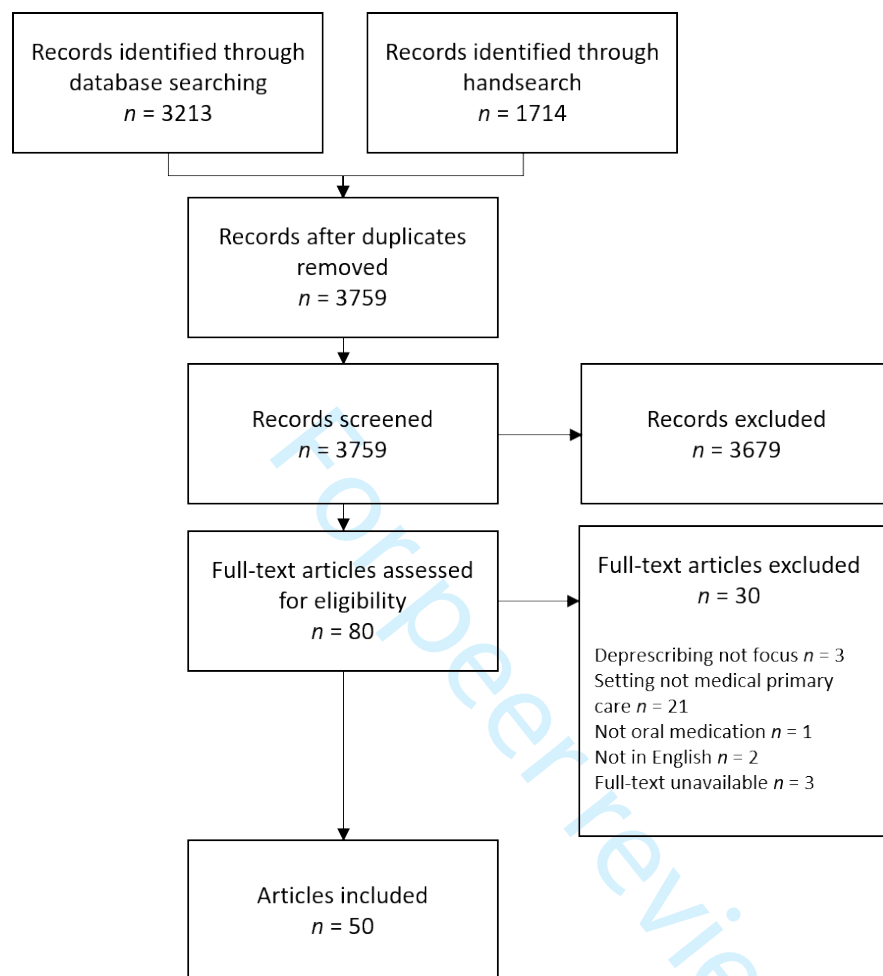 Records identified through
database searching
n = 3213
Records identified through
handsearch
n = 1714
Records after duplicates
removed
n = 3759
Records screened
n = 3759
Records excluded
n = 3679
Full-text articles assessed
for eligibility
n = 80
Full-text articles excluded
n = 30
Deprescribing not focus n = 3
Setting not medical primary
care n = 21
Not oral medication n = 1
Not in English n = 2
Full-text unavailable n = 3
Articles included
n = 50
For peer revie